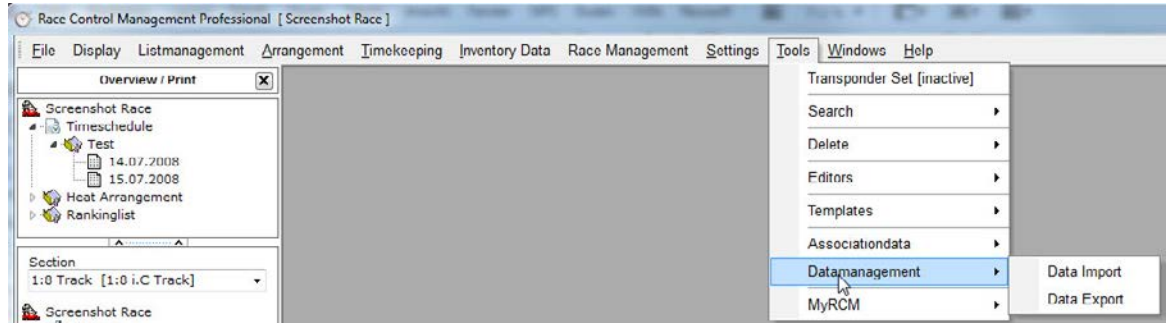 Race Control Management Professional [ Screenshot Race ]
File Display Listmanagement Arrangement Timekeeping Inventory Data Race Management Settings Tools Windows Help
Overview / Print
Screenshot Race
Timeschedule
Test
14.07.2008
15.07.2008
Heat Arrangement
Rankinglist
Section
1:8 Track [1:8 i.C Track]
Screenshot Race
Transponder Set [inactive]
Search
Delete
Editors
Templates
Associationdata
Datamanagement
MyRCM
Data Import
Data Export